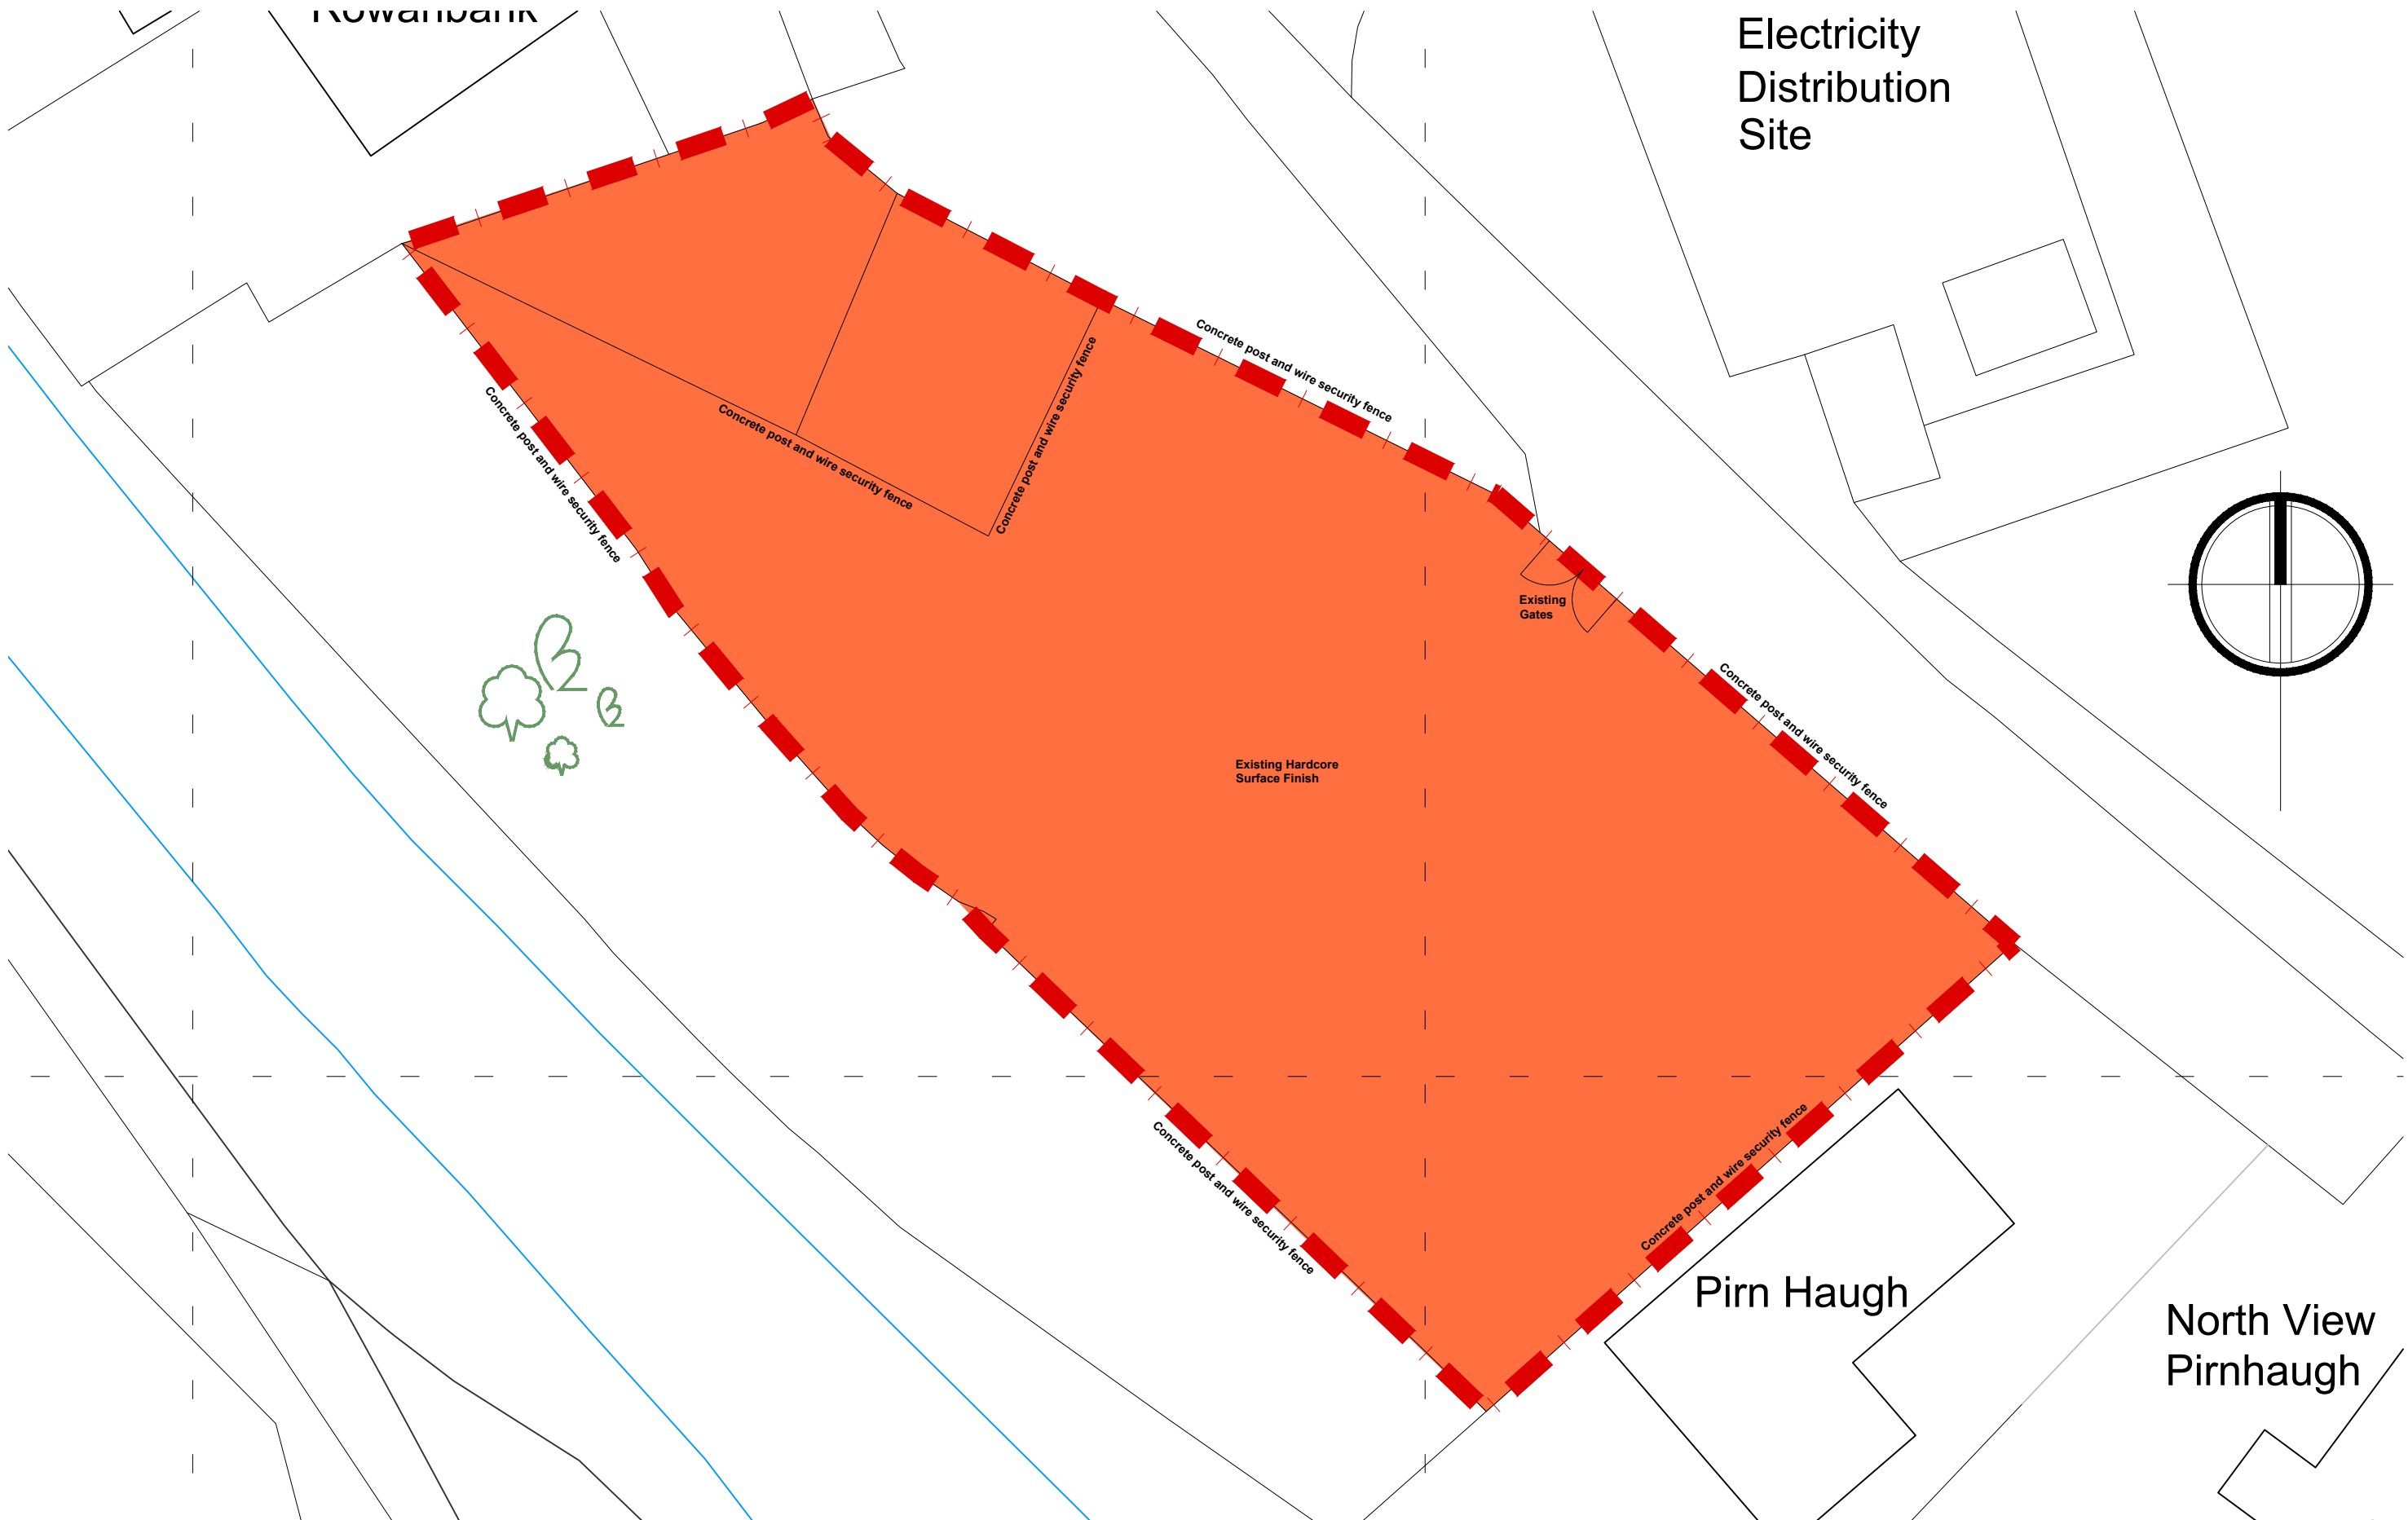 Rowanbank
Electricity
Distribution
Site
Concrete post and wire security fence
Concrete post and wire security fence
Concrete post and wire security fence
Concrete post and wire security fence
Existing
Gates
Concrete post and wire security fence
Existing Hardcore
Surface Finish
Concrete post and wire security fence
Concrete post and wire security fence
Pirn Haugh
North View
Pirnhaugh